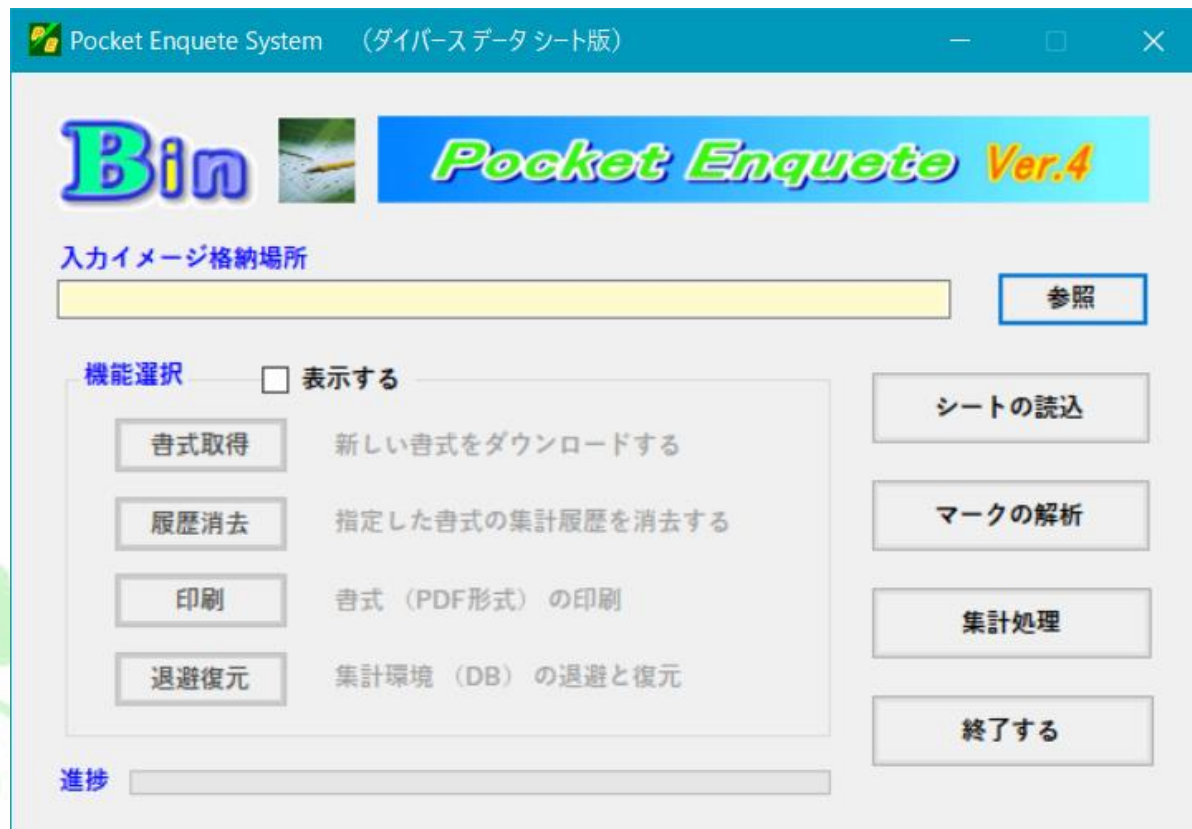 Pocket Enquete System （ダイバース データ シート版）
Bin Pocket Enquete Ver.4
入力イメージ格納場所
参照
機能選択 表示する
書式取得 新しい書式をダウンロードする
履歴消去 指定した書式の集計履歴を消去する
印刷 書式 （PDF形式） の印刷
退避復元 集計環境 （DB） の退避と復元
シートの読込
マークの解析
集計処理
終了する
進捗